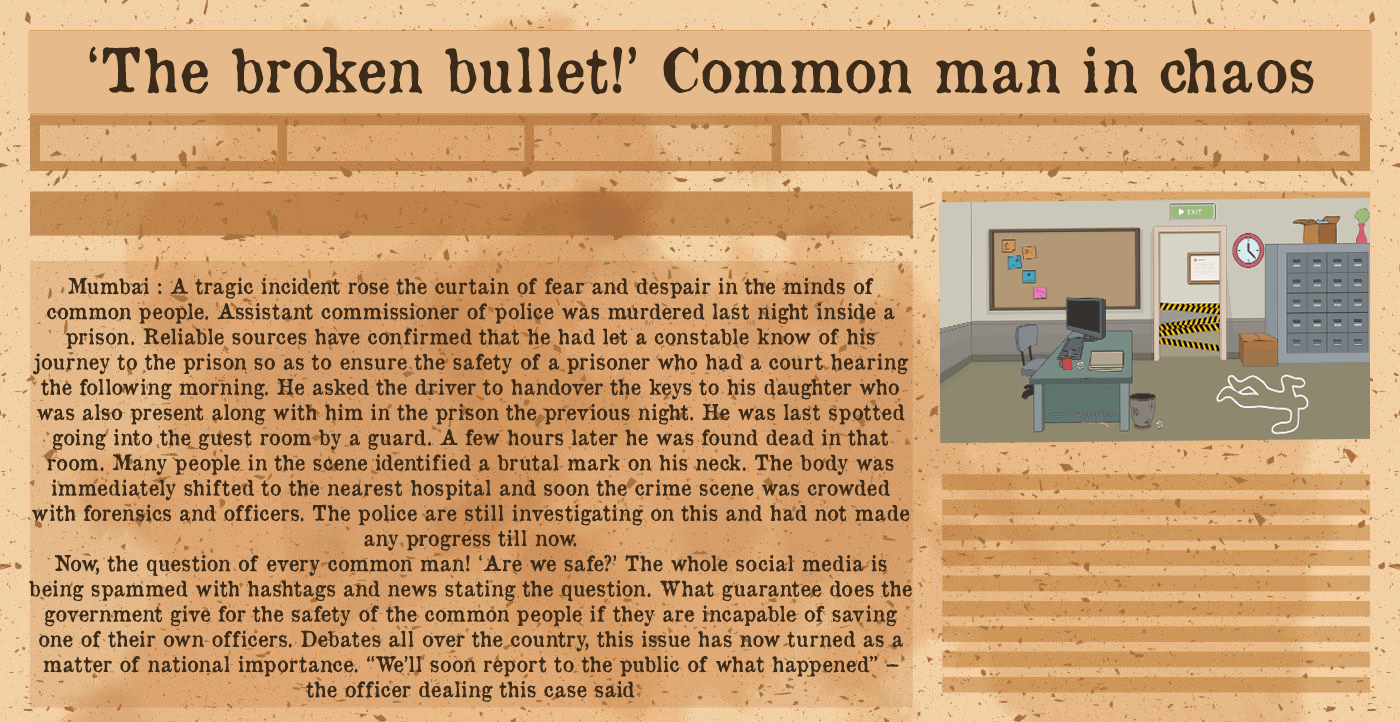 ‘The broken bullet!’ Common man in chaos
EXIT
Mumbai : A tragic incident rose the curtain of fear and despair in the minds of
common people. Assistant commissioner of police was murdered last night inside a
prison. Reliable sources have confirmed that he had let a constable know of his
journey to the prison so as to ensure the safety of a prisoner who had a court hearing
the following morning. He asked the driver to handover the keys to his daughter who
was also present along with him in the prison the previous night. He was last spotted
going into the guest room by a guard. A few hours later he was found dead in that
room. Many people in the scene identified a brutal mark on his neck. The body was
immediately shifted to the nearest hospital and soon the crime scene was crowded
with forensics and officers. The police are still investigating on this and had not made
any progress till now.
Now, the question of every common man! ‘Are we safe?’ The whole social media is
being spammed with hashtags and news stating the question. What guarantee does the
government give for the safety of the common people if they are incapable of saving
one of their own officers. Debates all over the country, this issue has now turned as a
matter of national importance. “We’ll soon report to the public of what happened” –
the officer dealing this case said